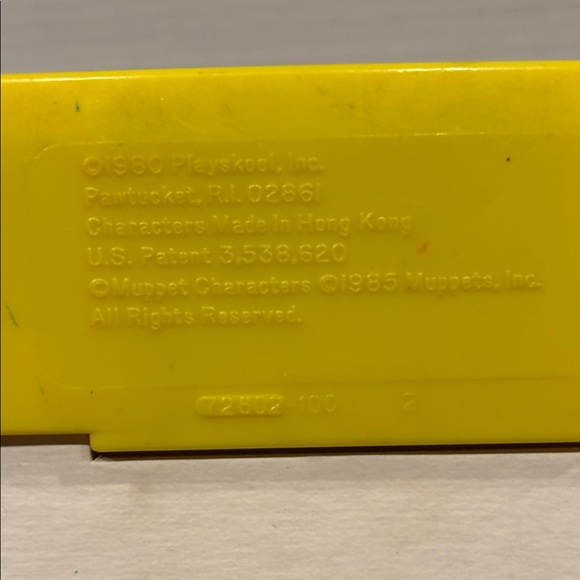 ©1980 Playskool, Inc.
Pawtucket, R.I. 02861
Characters Made in Hong Kong
U.S. Patent 3,538,620
©Muppet Characters ©1985 Muppets, Inc.
All Rights Reserved.
72802-100 2